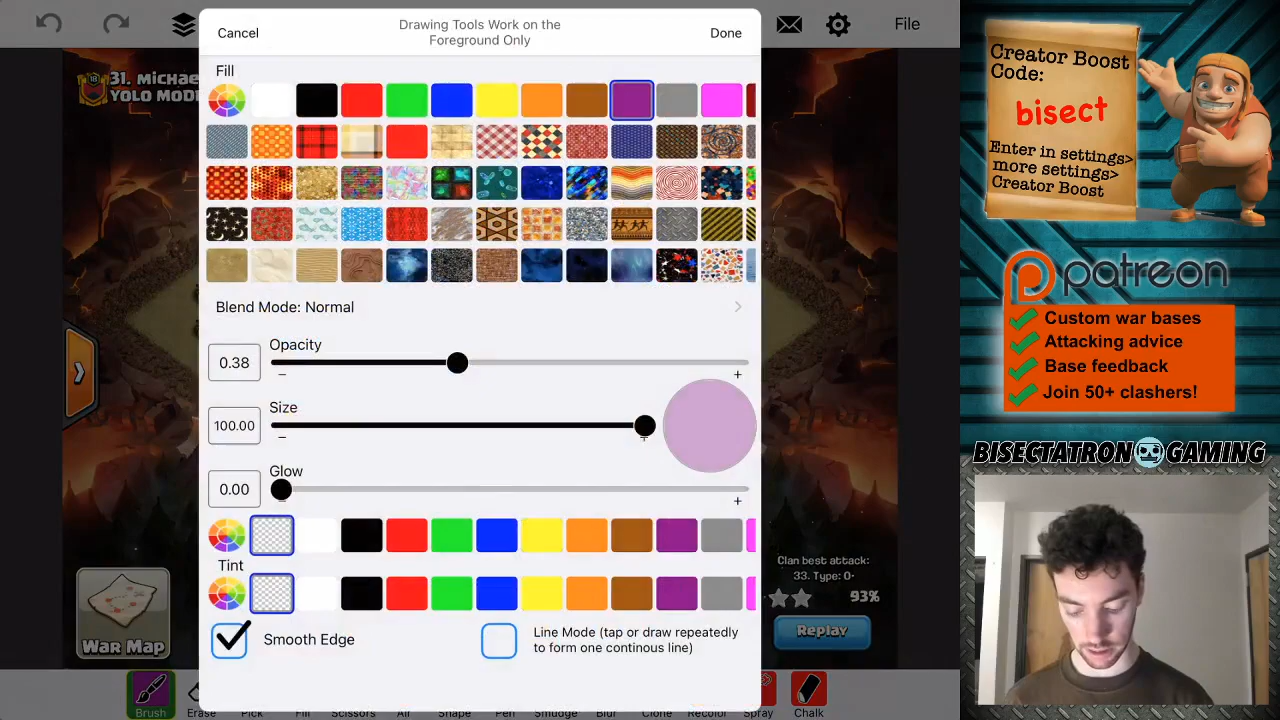 Cancel
Drawing Tools Work on the
Foreground Only
Done
File
31. Michae
YOLO MODE
Fill
Blend Mode: Normal
Opacity
0.38
Size
100.00
Glow
0.00
Tint
Smooth Edge
Line Mode (tap or draw repeatedly
to form one continous line)
War Map
Clan best attack:
33. Type: 0-
93%
Replay
Brush
Erase
Pick
Fill
Scissors
Air
Shape
Pen
Smudge
Blur
Clone
Recolor
Spray
Chalk
Creator Boost
Code:
bisect
Enter in settings>
more settings>
Creator Boost
patreon
Custom war bases
Attacking advice
Base feedback
Join 50+ clashers!
BISECTATRON GAMING